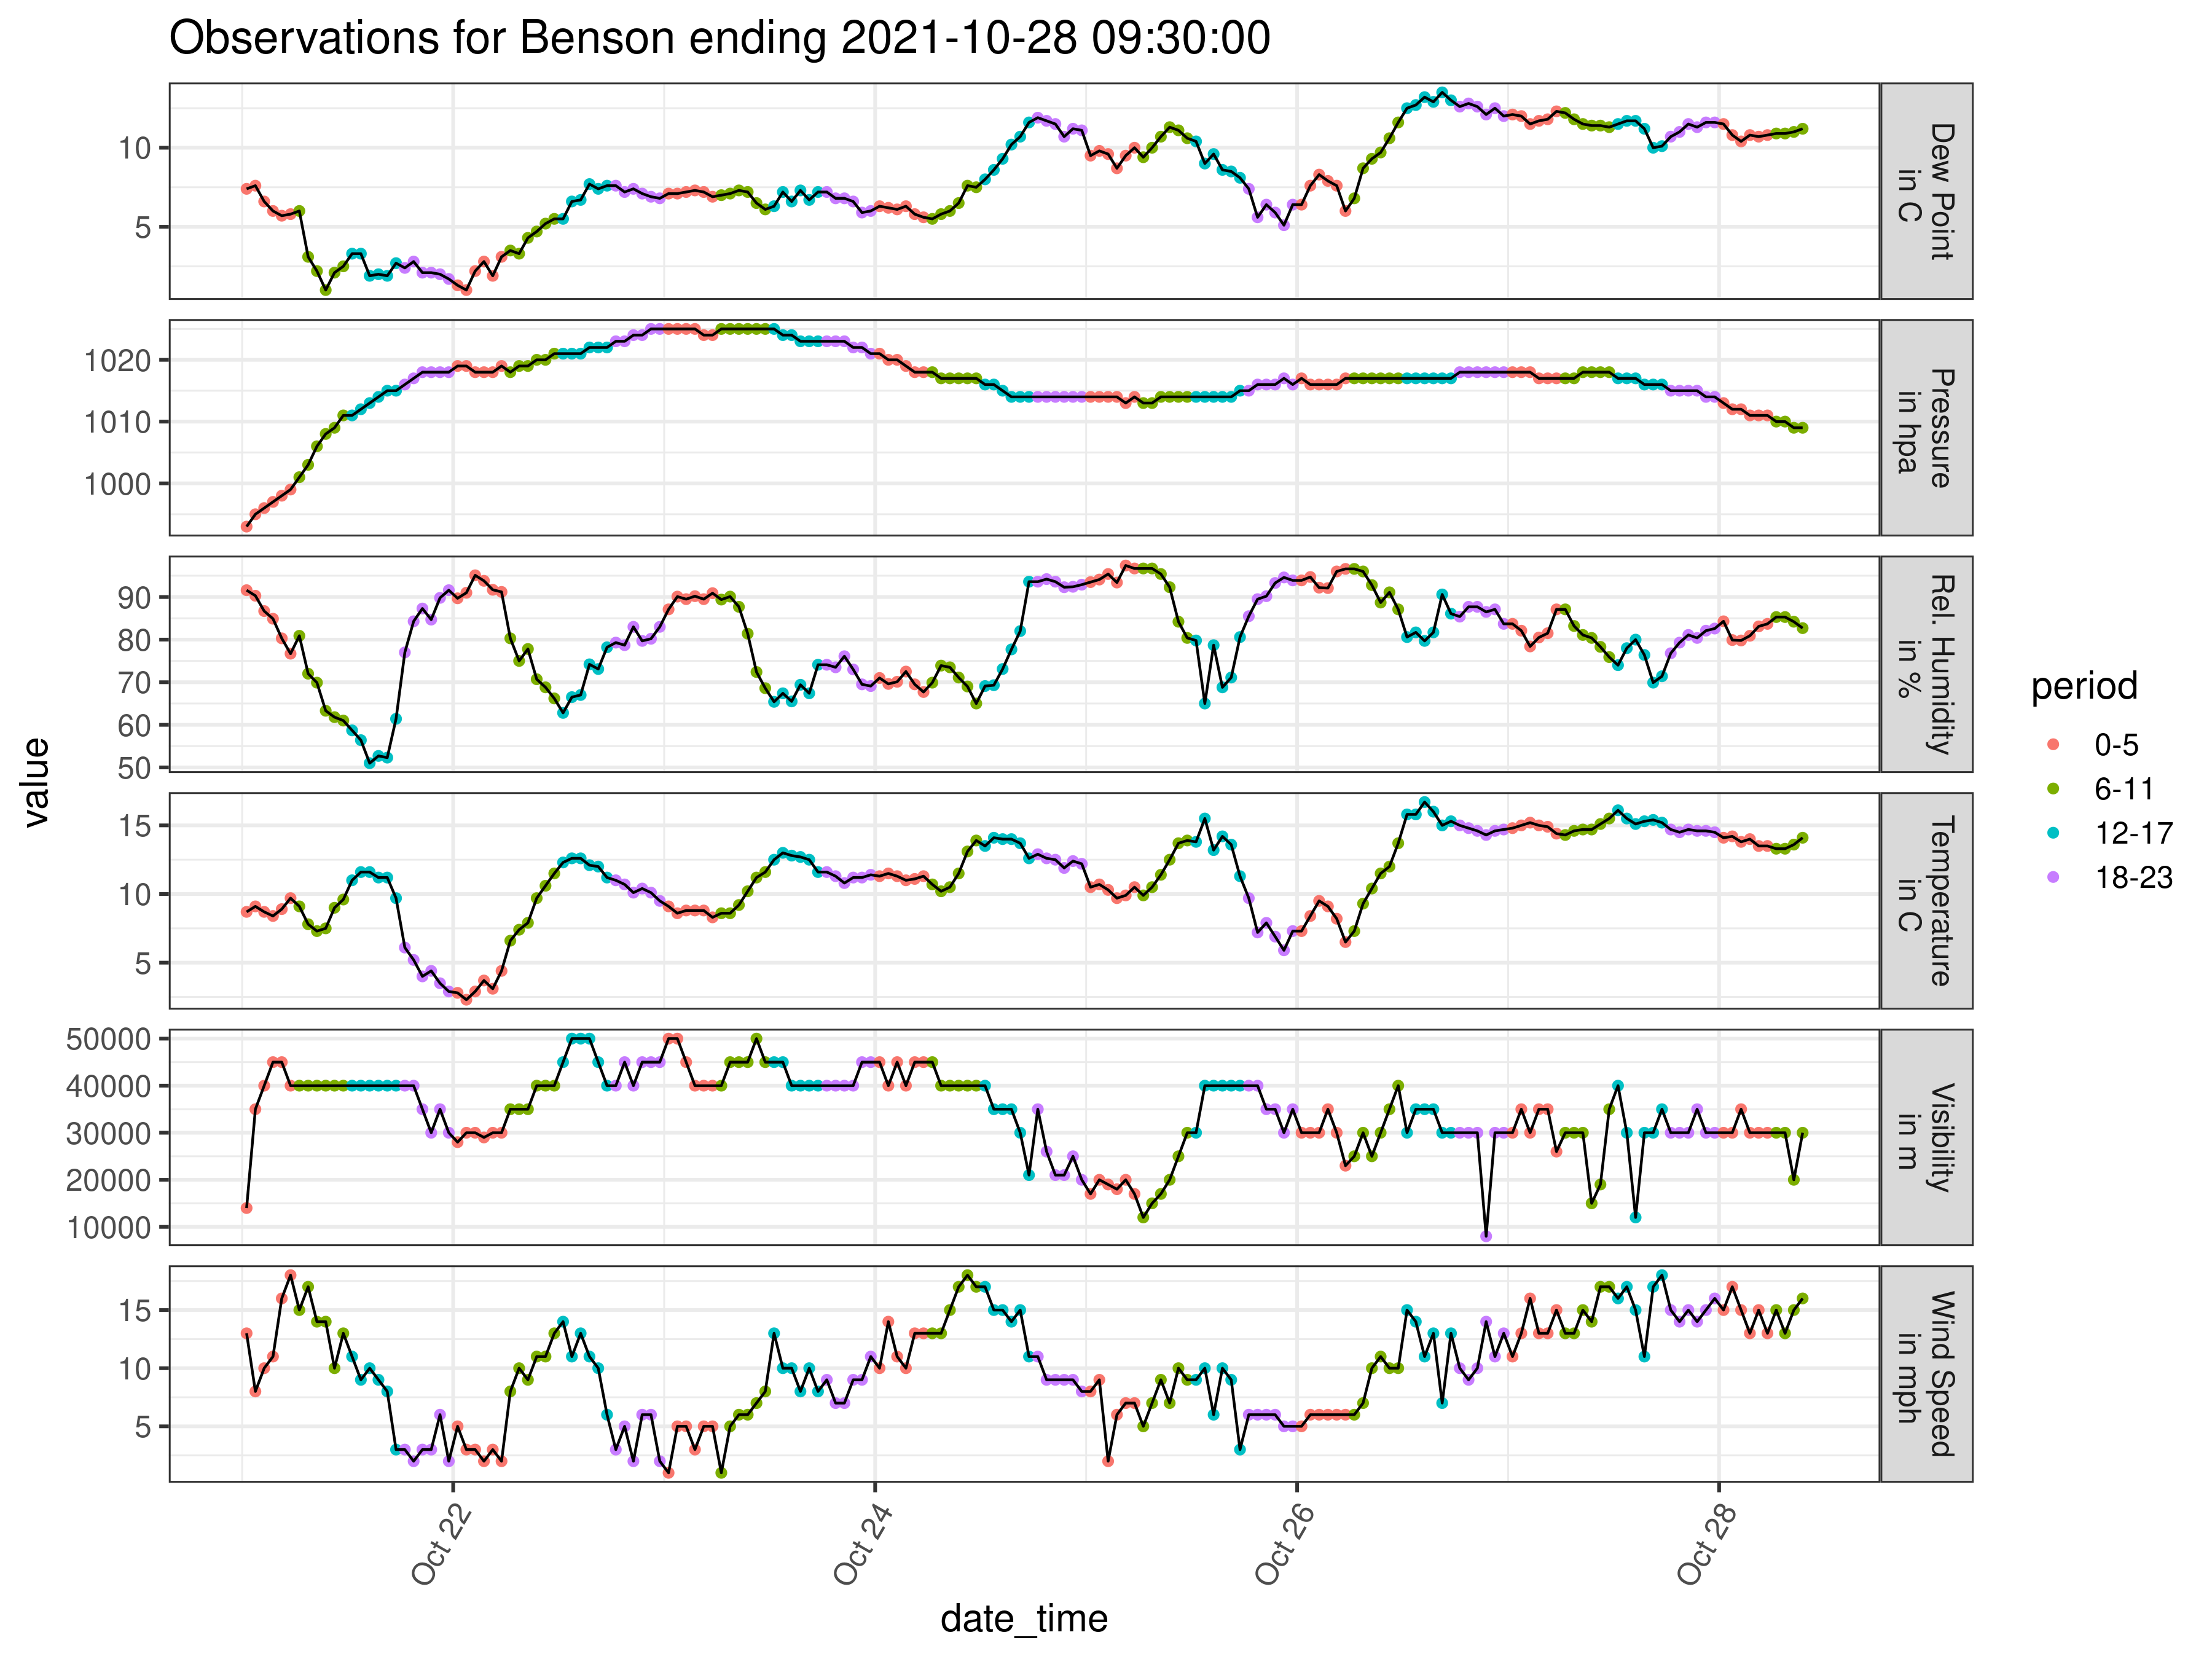 Observations for Benson ending 2021-10-28 09:30:00
value
10
5
Dew Point
in C
1020
1010
1000
Pressure
in hpa
90
80
70
60
50
Rel. Humidity
in %
15
10
5
Temperature
in C
50000
40000
30000
20000
10000
Visibility
in m
15
10
5
Wind Speed
in mph
Oct 22
Oct 24
Oct 26
Oct 28
date_time
period
0-5
6-11
12-17
18-23